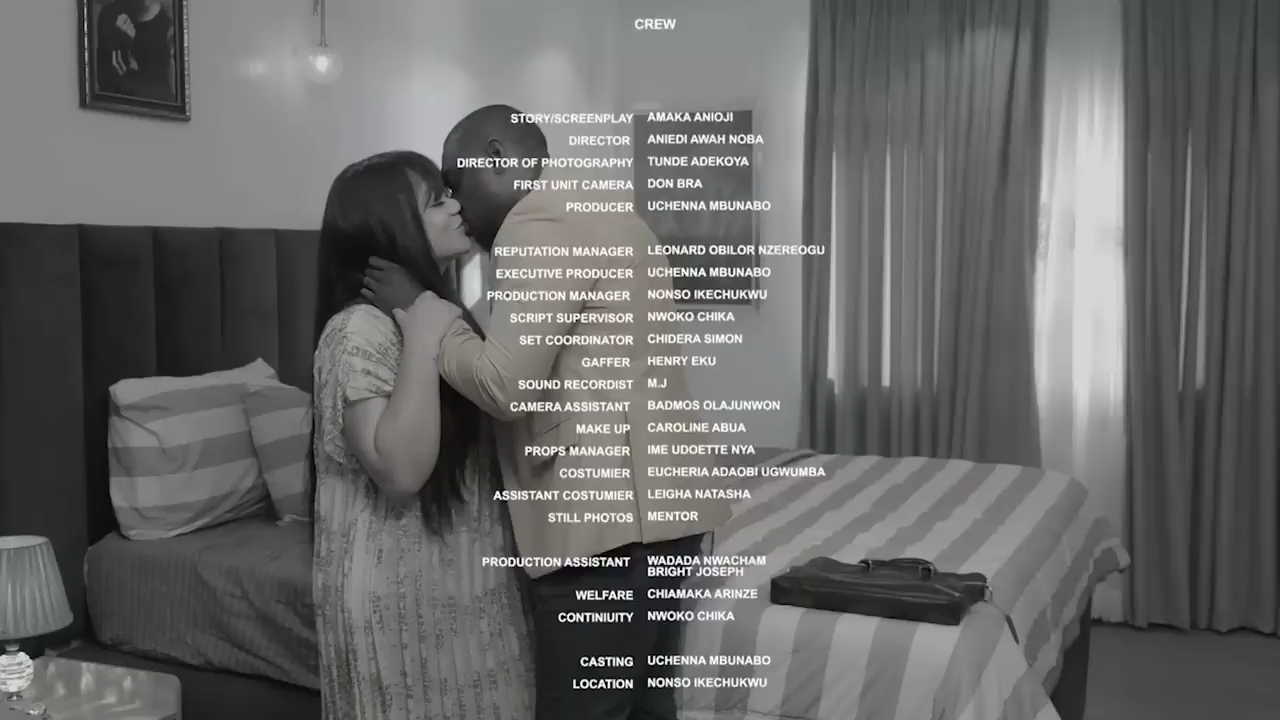 CREW
STORY/SCREENPLAY AMAKA ANIOJI
DIRECTOR ANIEDI AWAH NOBA
DIRECTOR OF PHOTOGRAPHY TUNDE ADEKOYA
FIRST UNIT CAMERA DON BRA
PRODUCER UCHENNA MBUNABO
REPUTATION MANAGER LEONARD OBILOR NZEREOGU
EXECUTIVE PRODUCER UCHENNA MBUNABO
PRODUCTION MANAGER NONSO IKECHUKWU
SCRIPT SUPERVISOR NWOKO CHIKA
SET COORDINATOR CHIDERA SIMON
GAFFER HENRY EKU
SOUND RECORDIST M.J
CAMERA ASSISTANT BADMOS OLAJUNWON
MAKE UP CAROLINE ABUA
PROPS MANAGER IME UDOETTE NYA
COSTUMIER EUCHERIA ADAOBI UGWUMBA
ASSISTANT COSTUMIER LEIGHA NATASHA
STILL PHOTOS MENTOR
PRODUCTION ASSISTANT WADADA NWACHAM
BRIGHT JOSEPH
WELFARE CHIAMAKA ARINZE
CONTINIUITY NWOKO CHIKA
CASTING UCHENNA MBUNABO
LOCATION NONSO IKECHUKWU